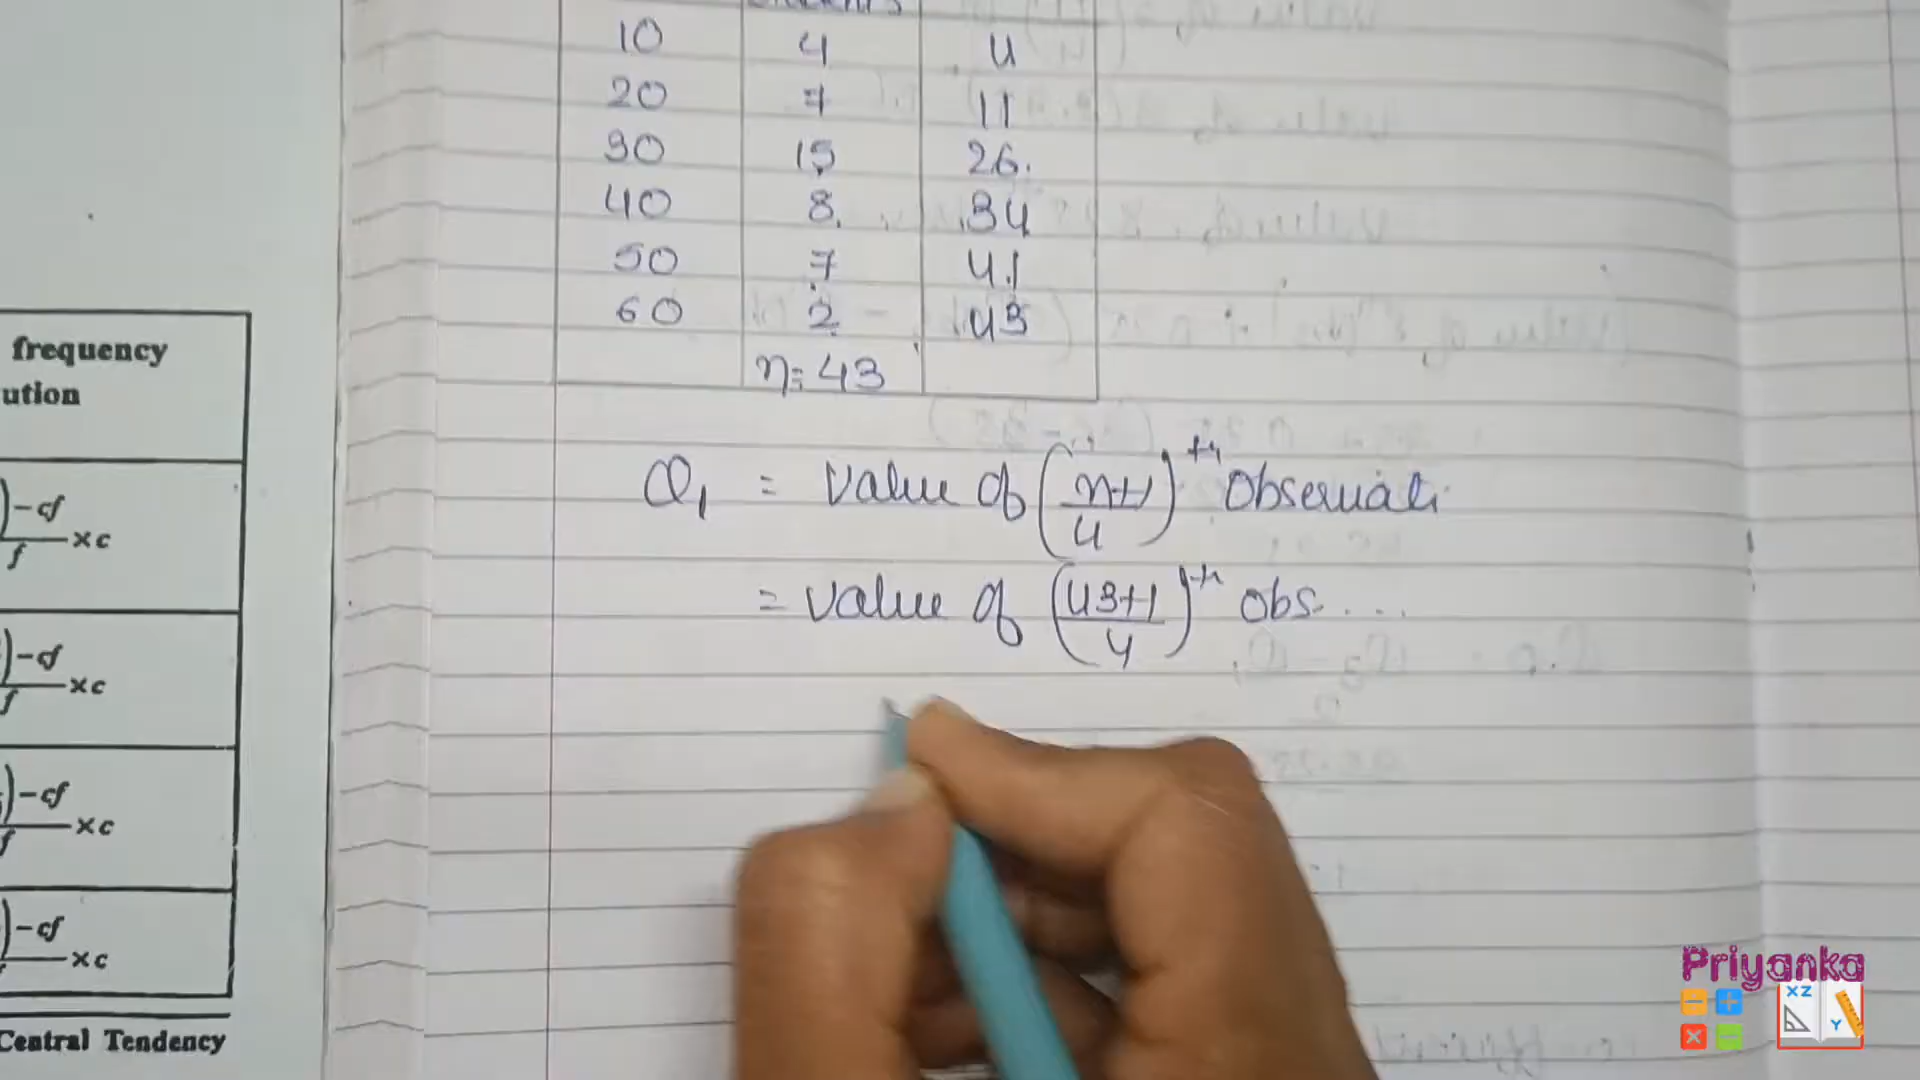 10 4 4
20 7 11
30 15 26.
40 8. 34
50 7 41
60 2 43
n = 43
Q₁ = Value of (n+1/4)th Observati
= Value of (43+1/4)th obs....
frequency
ution
)-cf/f ×c
)-cf/f ×c
)-cf/f ×c
)-cf ×c
Central Tendency
Priyanka
XZ
Y